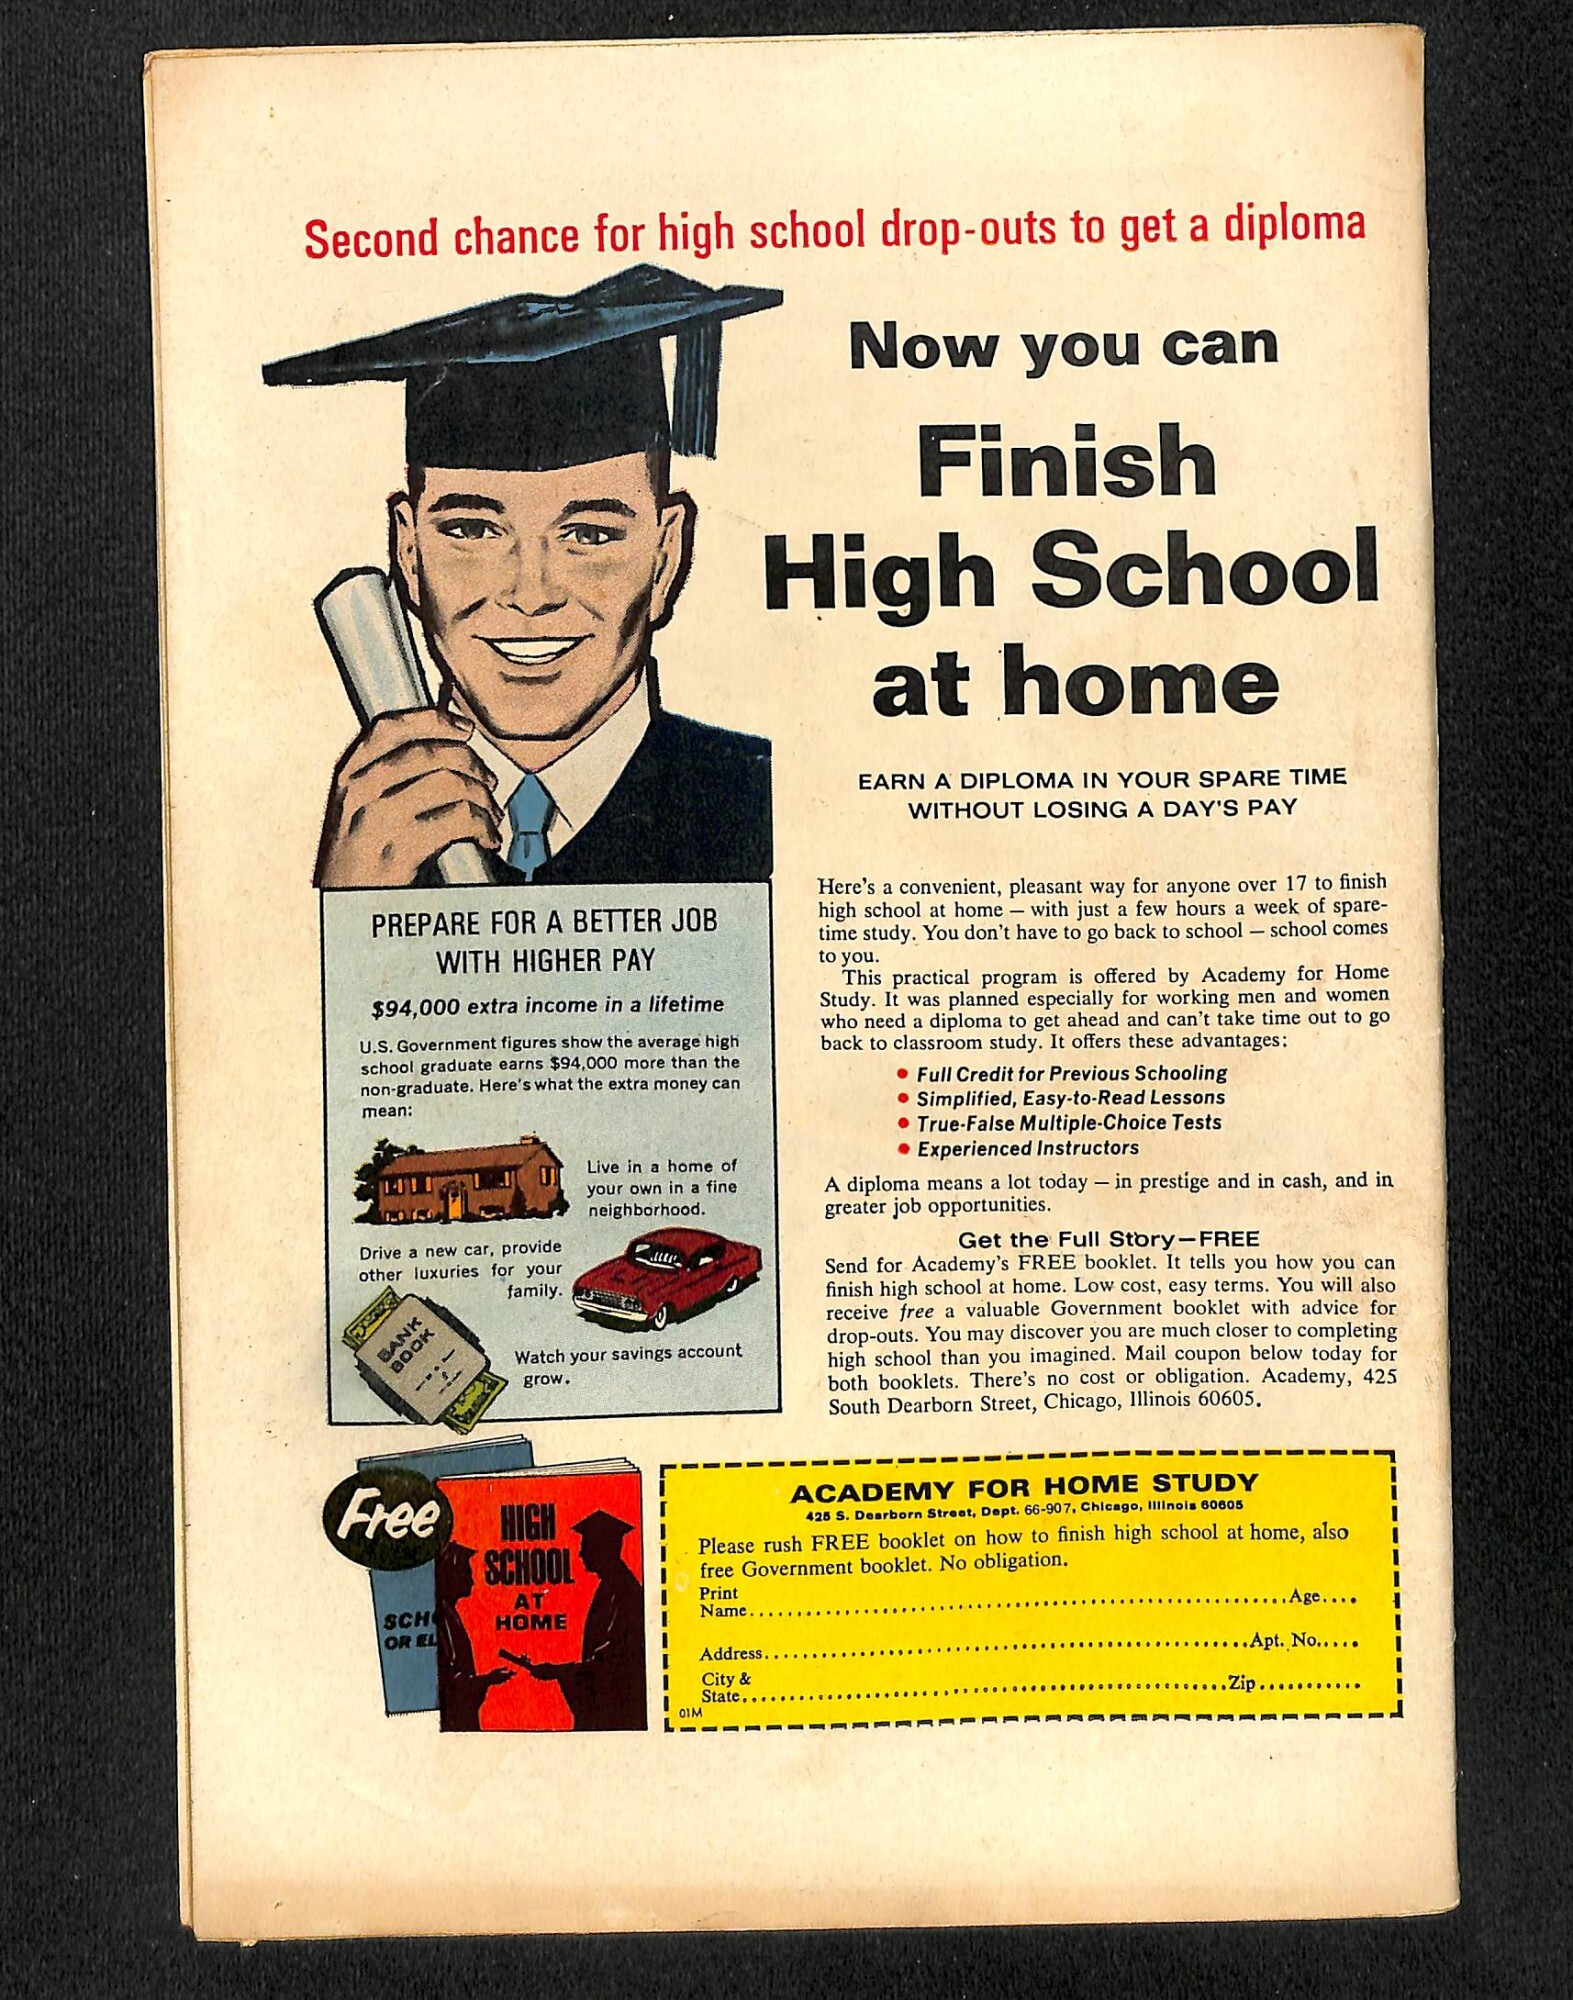 Second chance for high school drop-outs to get a diploma
Now you can
Finish
High School
at home
EARN A DIPLOMA IN YOUR SPARE TIME
WITHOUT LOSING A DAY'S PAY
PREPARE FOR A BETTER JOB
WITH HIGHER PAY
$94,000 extra income in a lifetime
U.S. Government figures show the average high
school graduate earns $94,000 more than the
non-graduate. Here's what the extra money can
mean:
Live in a home of
your own in a fine
neighborhood.
Drive a new car, provide
other luxuries for your
family.
BANK
BOOK
Watch your savings account
grow.
Here's a convenient, pleasant way for anyone over 17 to finish
high school at home — with just a few hours a week of spare-
time study. You don't have to go back to school — school comes
to you.
This practical program is offered by Academy for Home
Study. It was planned especially for working men and women
who need a diploma to get ahead and can't take time out to go
back to classroom study. It offers these advantages:
• Full Credit for Previous Schooling
• Simplified, Easy-to-Read Lessons
• True-False Multiple-Choice Tests
• Experienced Instructors
A diploma means a lot today — in prestige and in cash, and in
greater job opportunities.
Get the Full Story—FREE
Send for Academy's FREE booklet. It tells you how you can
finish high school at home. Low cost, easy terms. You will also
receive free a valuable Government booklet with advice for
drop-outs. You may discover you are much closer to completing
high school than you imagined. Mail coupon below today for
both booklets. There's no cost or obligation. Academy, 425
South Dearborn Street, Chicago, Illinois 60605.
Free
SCH
OR EL
HIGH
SCHOOL
AT
HOME
ACADEMY FOR HOME STUDY
425 S. Dearborn Street, Dept. 66-907, Chicago, Illinois 60605
Please rush FREE booklet on how to finish high school at home, also
free Government booklet. No obligation.
Print
Name..........Age....
Address..........Apt. No.....
City &
State..........Zip..........
01M